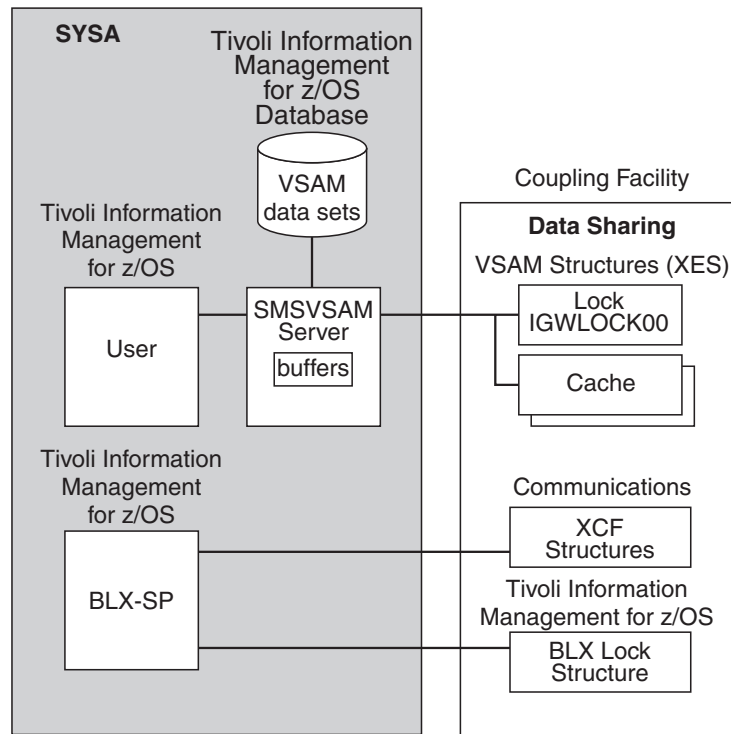 SYSA
Tivoli Information
Management
for z/OS
Database
VSAM
data sets
Tivoli Information
Management
for z/OS
User
SMSVSAM
Server
buffers
Tivoli Information
Management
for z/OS
BLX-SP
Coupling Facility
Data Sharing
VSAM Structures (XES)
Lock
IGWLOCK00
Cache
Communications
XCF
Structures
Tivoli Information
Management for z/OS
BLX Lock
Structure